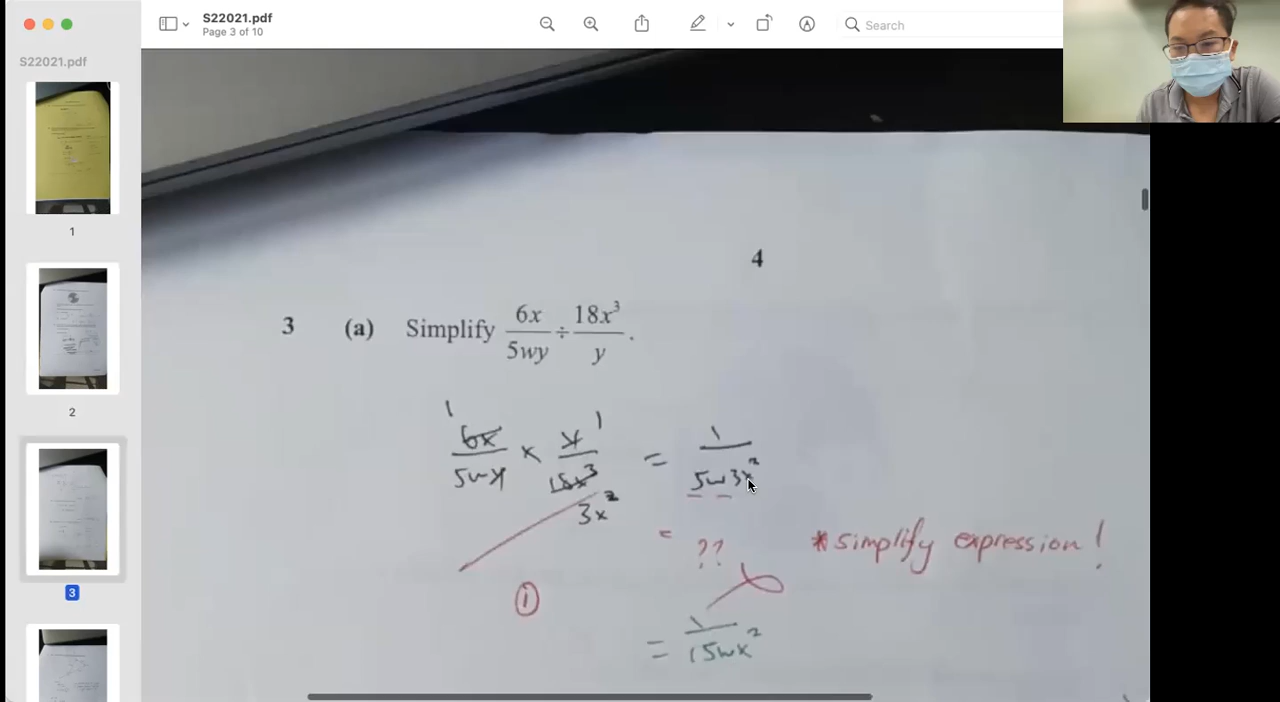 S22021.pdf
Page 3 of 10
Search
S22021.pdf
1
2
3
4
3 (a) Simplify 6x/5wy ÷ 18x³/y .
1 6x/5wy × y/18x³ 1 = 1/5w3x²
3x²
= ?? *simplify expression!
①
= 1/15wx²